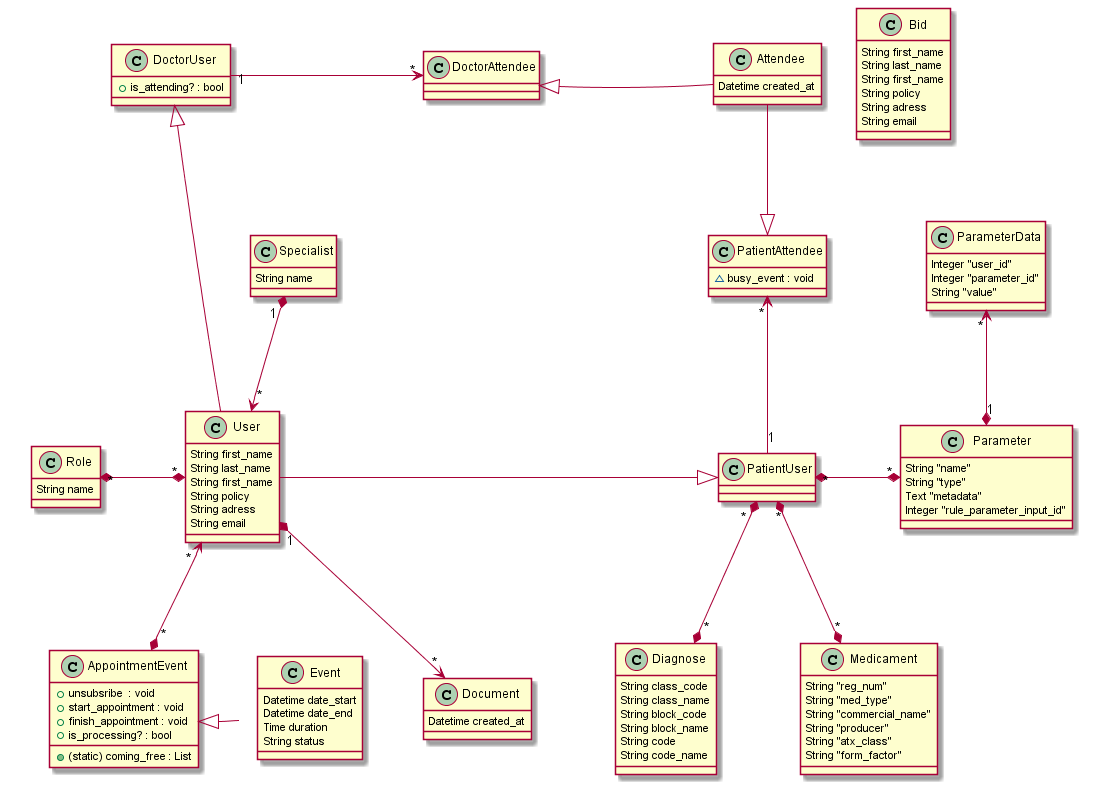 C DoctorUser
is_attending? : bool
1
*
C DoctorAttendee
C Attendee
Datetime created_at
C Bid
String first_name
String last_name
String first_name
String policy
String adress
String email
C Specialist
String name
1
*
C PatientAttendee
~ busy_event : void
*
1
C ParameterData
Integer "user_id"
Integer "parameter_id"
String "value"
*
1
C Role
String name
*
*
C User
String first_name
String last_name
String first_name
String policy
String adress
String email
*
1
C PatientUser
*
*
*
*
C Parameter
String "name"
String "type"
Text "metadata"
Integer "rule_parameter_input_id"
*
*
*
*
C AppointmentEvent
unsubsribe : void
start_appointment : void
finish_appointment : void
is_processing? : bool
(static) coming_free : List
C Event
Datetime date_start
Datetime date_end
Time duration
String status
C Document
Datetime created_at
C Diagnose
String class_code
String class_name
String block_code
String block_name
String code
String code_name
C Medicament
String "reg_num"
String "med_type"
String "commercial_name"
String "producer"
String "atx_class"
String "form_factor"